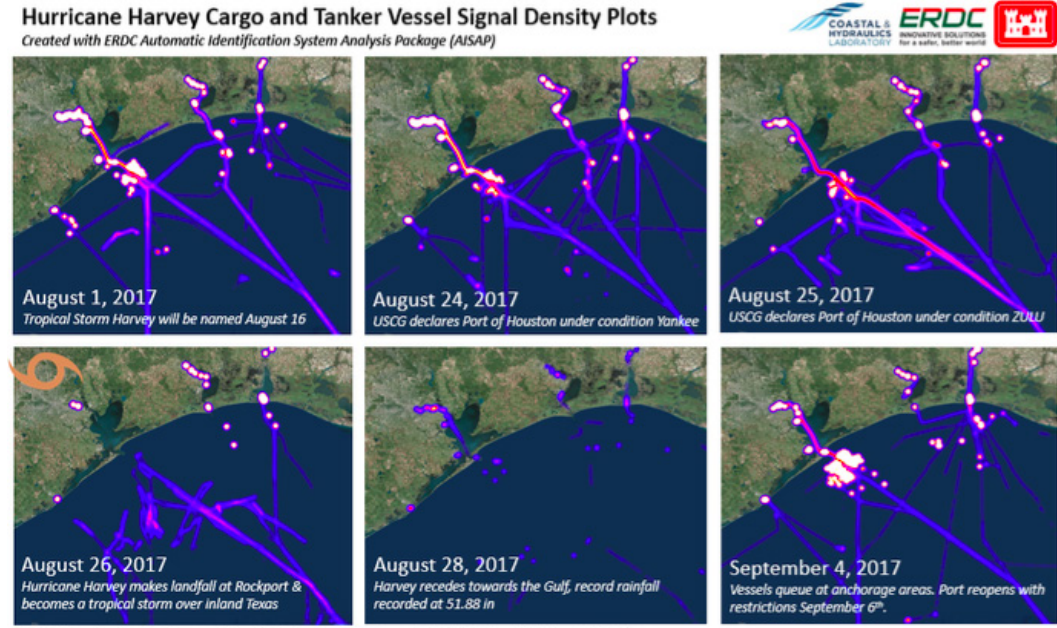 Hurricane Harvey Cargo and Tanker Vessel Signal Density Plots
Created with ERDC Automatic Identification System Analysis Package (AISAP)
COASTAL &
HYDRAULICS
LABORATORY
ERDC
INNOVATIVE SOLUTIONS
for a safer, better world
August 1, 2017
Tropical Storm Harvey will be named August 16
August 24, 2017
USCG declares Port of Houston under condition Yankee
August 25, 2017
USCG declares Port of Houston under condition ZULU
August 26, 2017
Hurricane Harvey makes landfall at Rockport &
becomes a tropical storm over inland Texas
August 28, 2017
Harvey recedes towards the Gulf, record rainfall
recorded at 51.88 in
September 4, 2017
Vessels queue at anchorage areas. Port reopens with
restrictions September 6th.